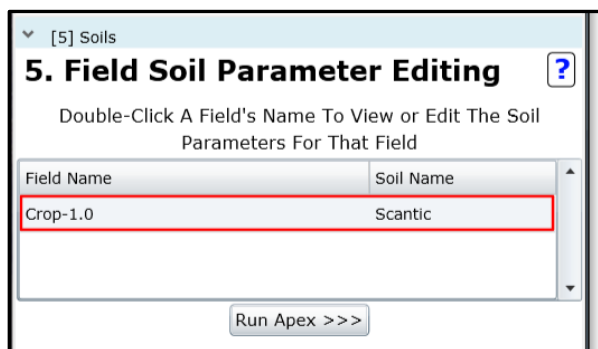 [5] Soils
5. Field Soil Parameter Editing
?
Double-Click A Field's Name To View or Edit The Soil
Parameters For That Field
Field Name Soil Name
Crop-1.0 Scantic
Run Apex >>>